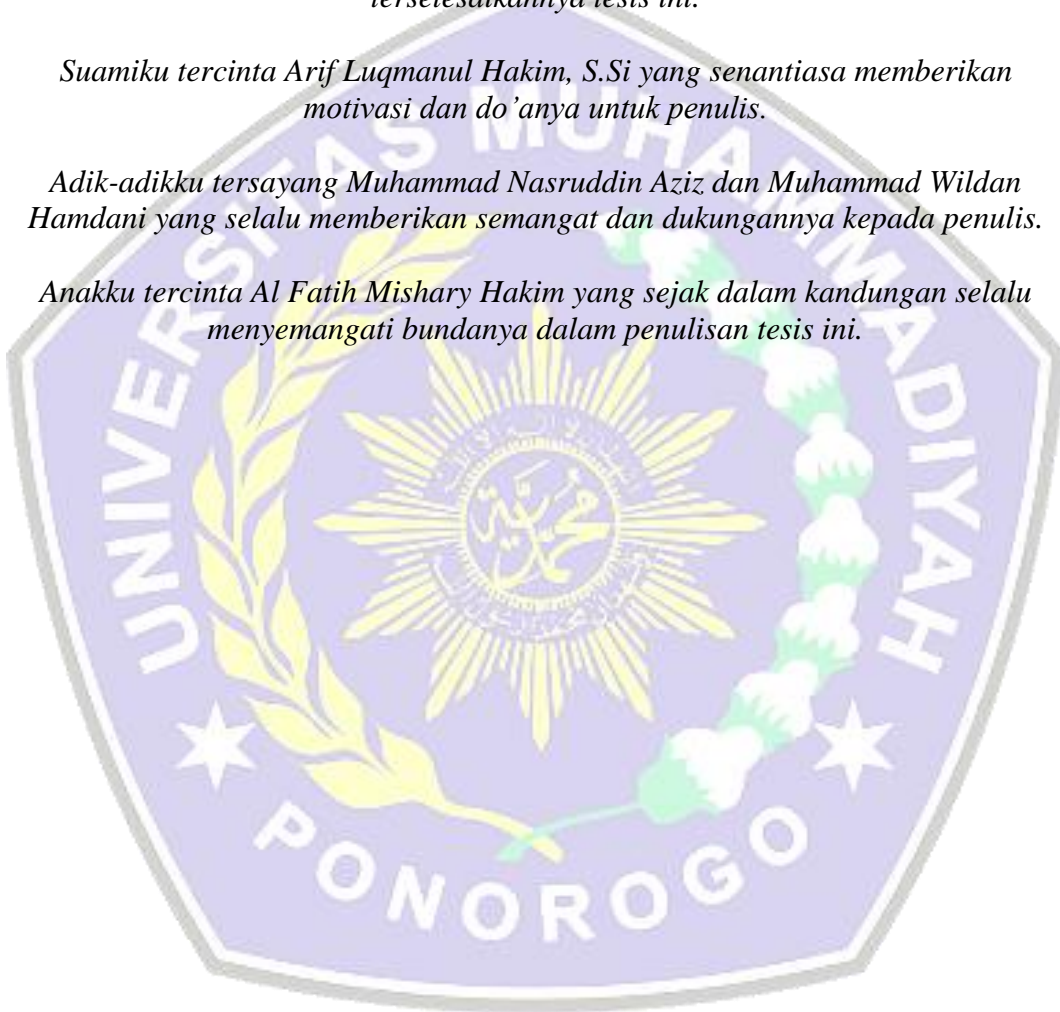 terselesaikannya tesis ini.
Suamiku tercinta Arif Luqmanul Hakim, S.Si yang senantiasa memberikan
motivasi dan do’anya untuk penulis.
Adik-adikku tersayang Muhammad Nasruddin Aziz dan Muhammad Wildan
Hamdani yang selalu memberikan semangat dan dukungannya kepada penulis.
Anakku tercinta Al Fatih Mishary Hakim yang sejak dalam kandungan selalu
menyemangati bundanya dalam penulisan tesis ini.
UNIVERSITAS MUHAMMADIYAH
محمدية
PONOROGO